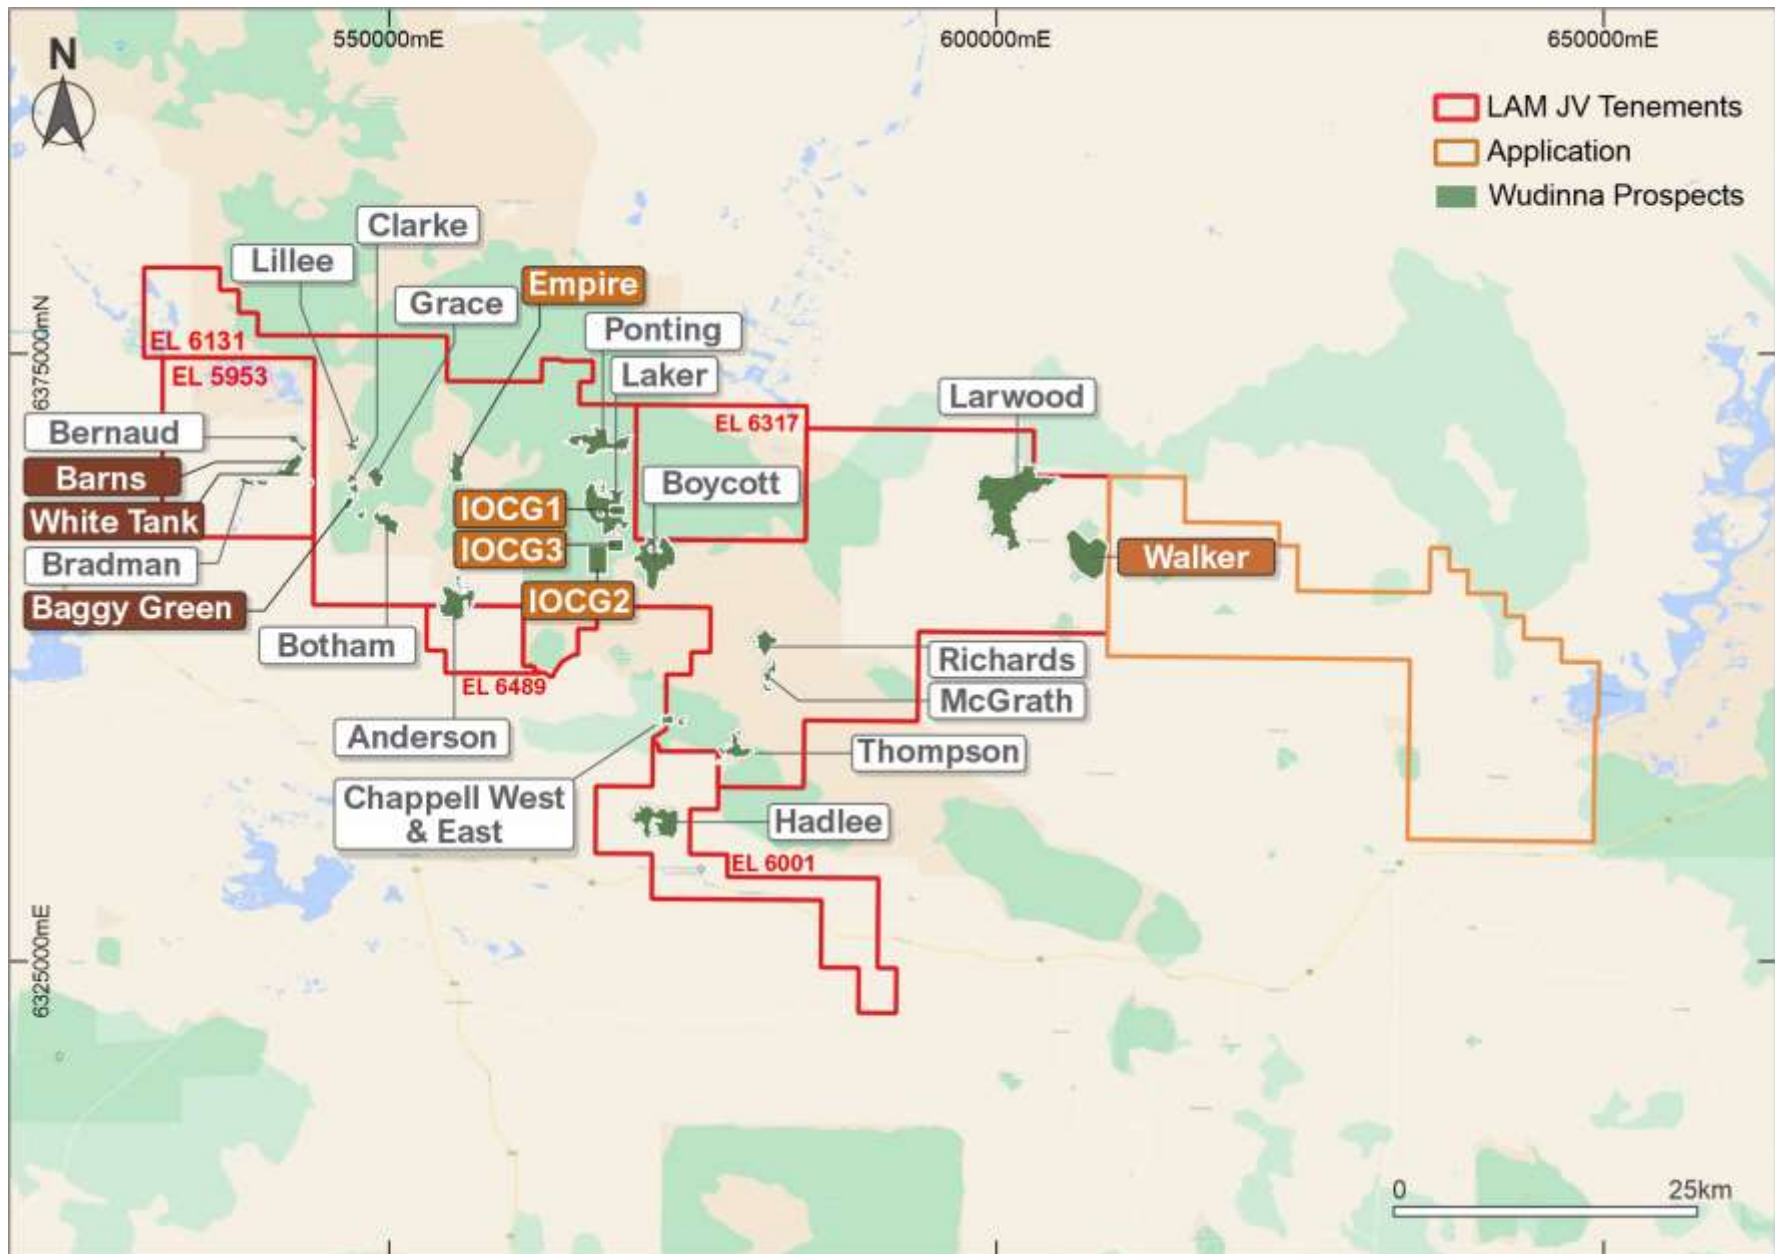 550000mE
600000mE
650000mE
N
LAM JV Tenements
Application
Wudinna Prospects
Clarke
Lillee
Empire
Grace
Ponting
6375000mN
EL 6131
EL 5953
Laker
Larwood
EL 6317
Bernaud
Barns
Boycott
White Tank
IOCG1
IOCG3
Bradman
Walker
Baggy Green
IOCG2
Botham
Richards
EL 6489
McGrath
Anderson
Thompson
Chappell West
& East
Hadlee
EL 6001
632500mE
0
25km